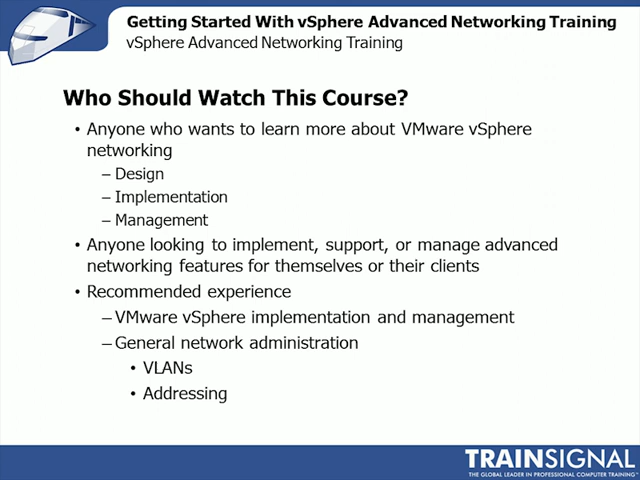 Getting Started With vSphere Advanced Networking Training
vSphere Advanced Networking Training
Who Should Watch This Course?
• Anyone who wants to learn more about VMware vSphere
networking
– Design
– Implementation
– Management
• Anyone looking to implement, support, or manage advanced
networking features for themselves or their clients
• Recommended experience
– VMware vSphere implementation and management
– General network administration
• VLANs
• Addressing
TRAINSIGNAL
THE GLOBAL LEADER IN PROFESSIONAL COMPUTER TRAINING™